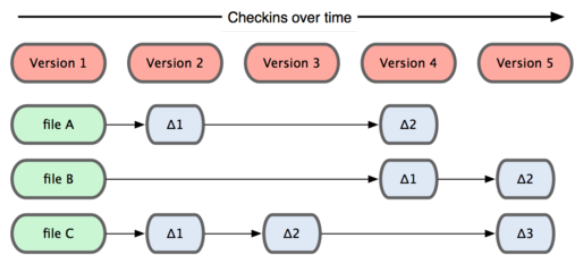 Checkins over time
Version 1 Version 2 Version 3 Version 4 Version 5
file A Δ1 Δ2
file B Δ1 Δ2
file C Δ1 Δ2 Δ3